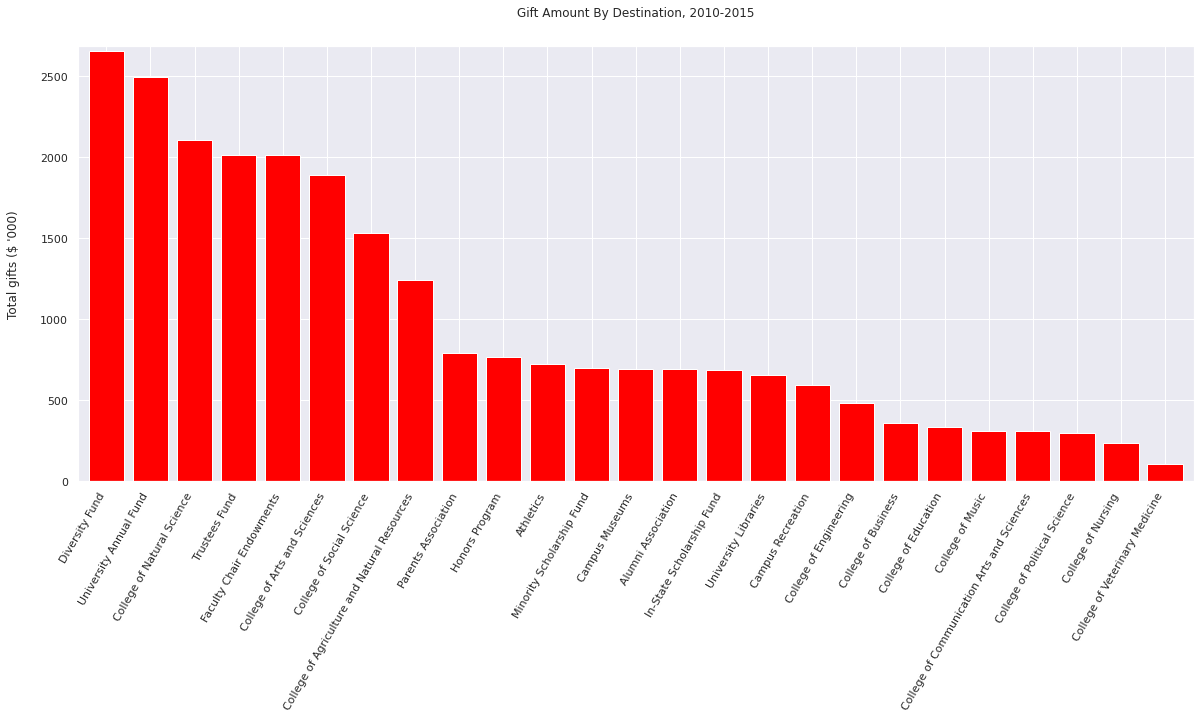 Gift Amount By Destination, 2010-2015
Total gifts ($ '000)
2500
2000
1500
1000
500
0
Diversity Fund
University Annual Fund
College of Natural Science
Trustees Fund
Faculty Chair Endowments
College of Arts and Sciences
College of Social Science
College of Agriculture and Natural Resources
Parents Association
Honors Program
Athletics
Minority Scholarship Fund
Campus Museums
Alumni Association
In-State Scholarship Fund
University Libraries
Campus Recreation
College of Engineering
College of Business
College of Education
College of Music
College of Communication Arts and Sciences
College of Political Science
College of Nursing
College of Veterinary Medicine